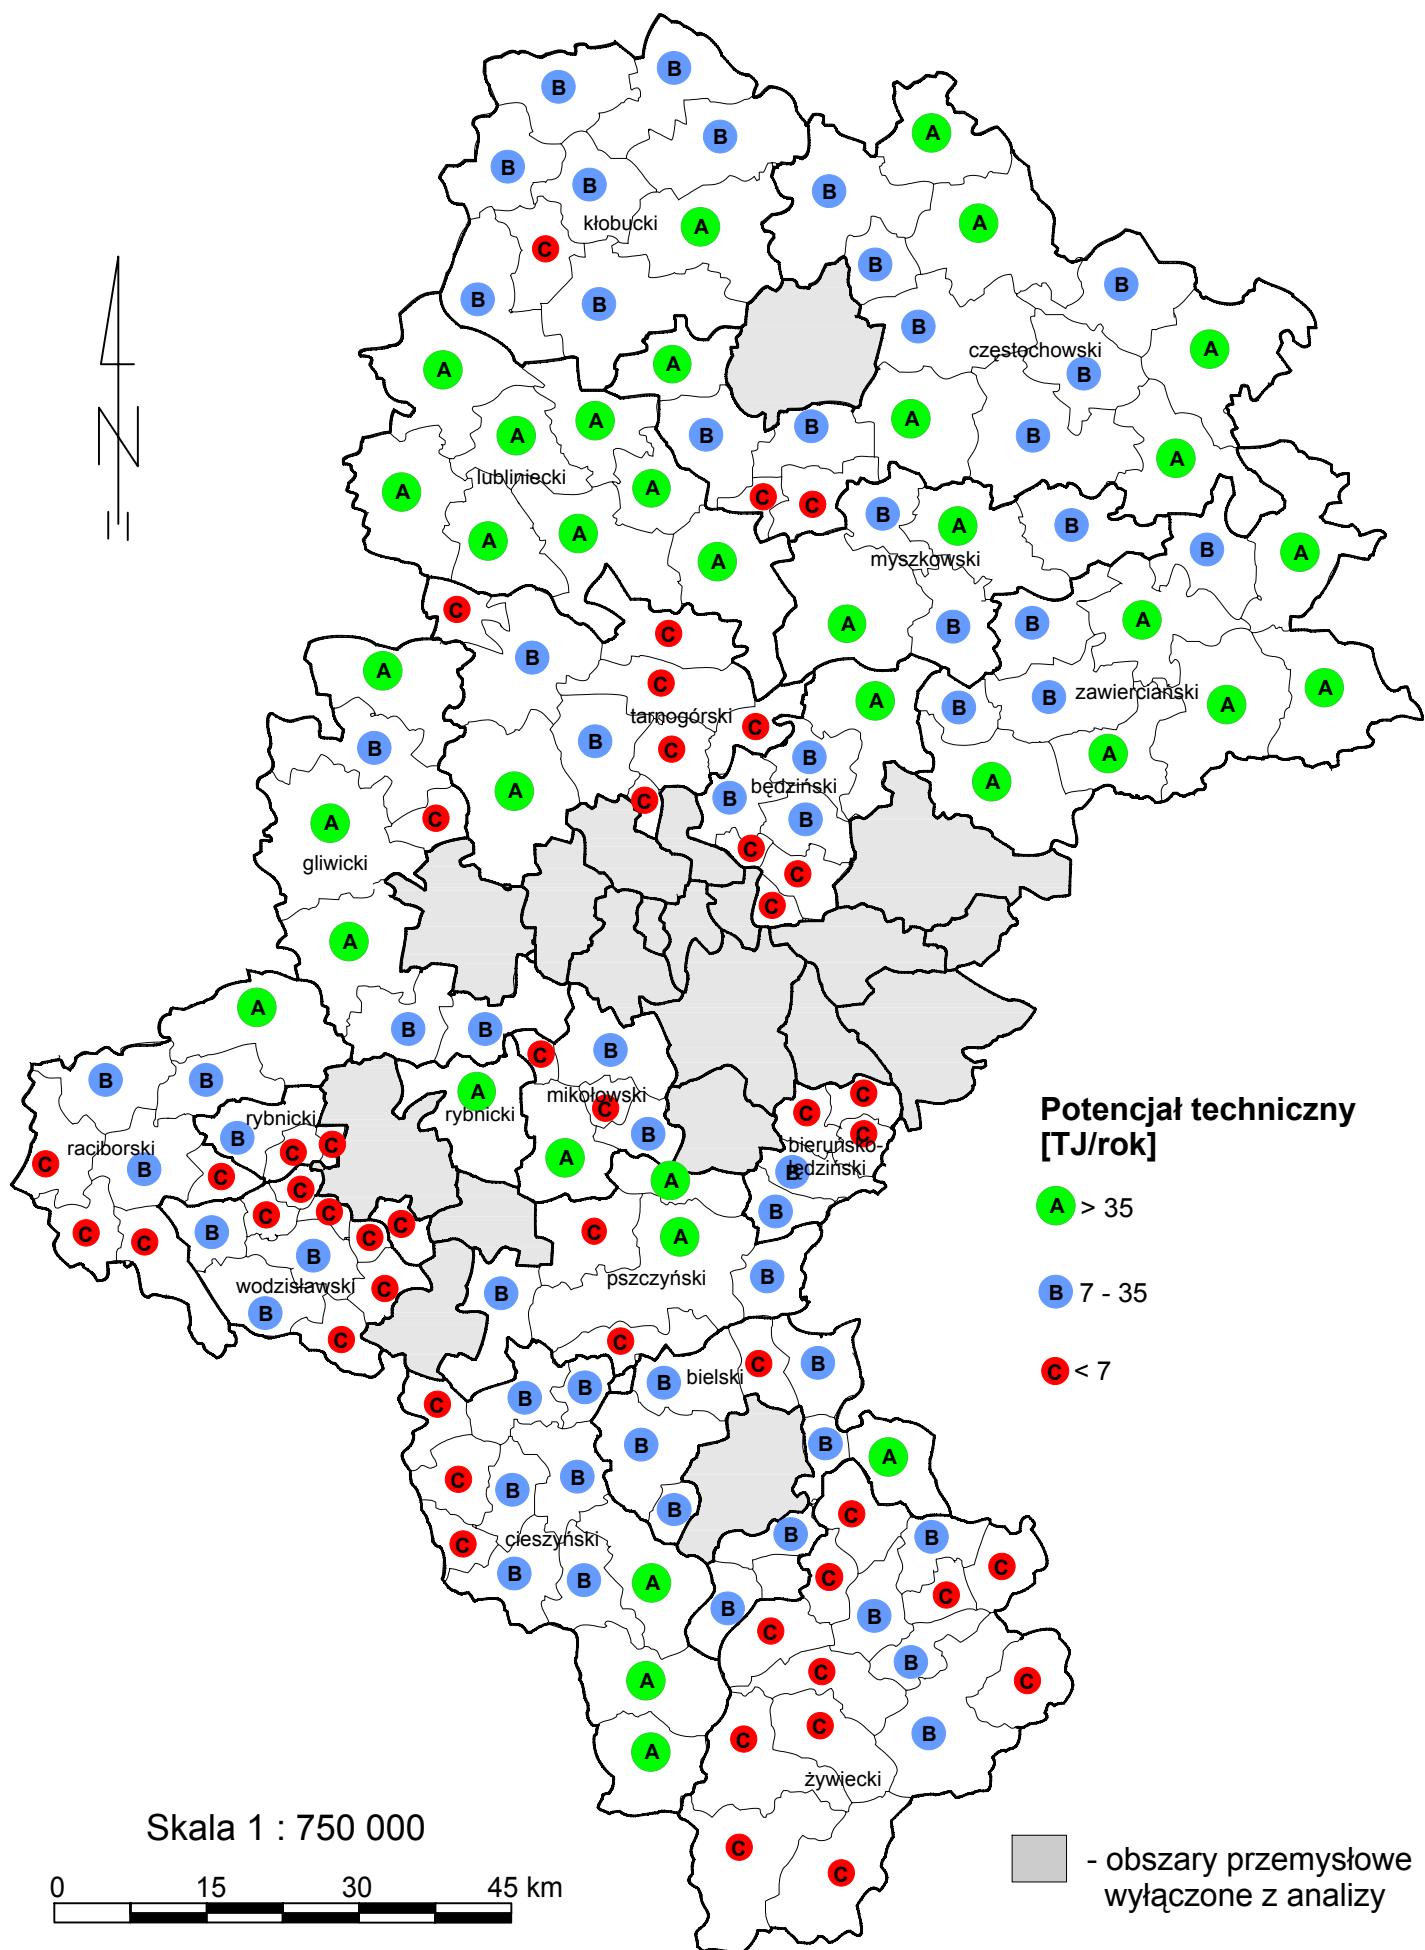 B
B
A
B
B
B
B
kłobucki
A
A
C
B
B
B
B
B
częstochowski
A
A
A
B
A
B
A
A
B
B
A
lubliniecki
A
A
C
C
N
B
A
B
A
A
B
A
myszkowski
A
C
A
B
B
A
C
B
A
C
A
B
zawierciański
A
B
A
tarnogórski
C
B
B
C
B
A
A
B
będziński
A
C
A
C
B
gliwicki
C
C
C
A
A
B
B
C
B
B
B
A
mikołowski
C
rybnicki
C
C
rybnicki
B
B
C
C
C
bieruńsko-
lędziński
B
raciborski
C
B
C
A
A
C
B
C
C
C
C
B
C
C
C
C
A
B
B
wodzisławski
C
B
pszczyński
B
B
C
C
bielski
C
B
B
B
B
C
B
B
A
C
B
B
B
C
cieszyński
C
B
B
B
B
A
C
C
C
B
B
C
C
B
A
C
C
C
C
B
A
żywiecki
C
C
Potencjał techniczny
[TJ/rok]
A > 35
B 7 - 35
C < 7
Skala 1 : 750 000
0 15 30 45 km
- obszary przemysłowe
wyłączone z analizy